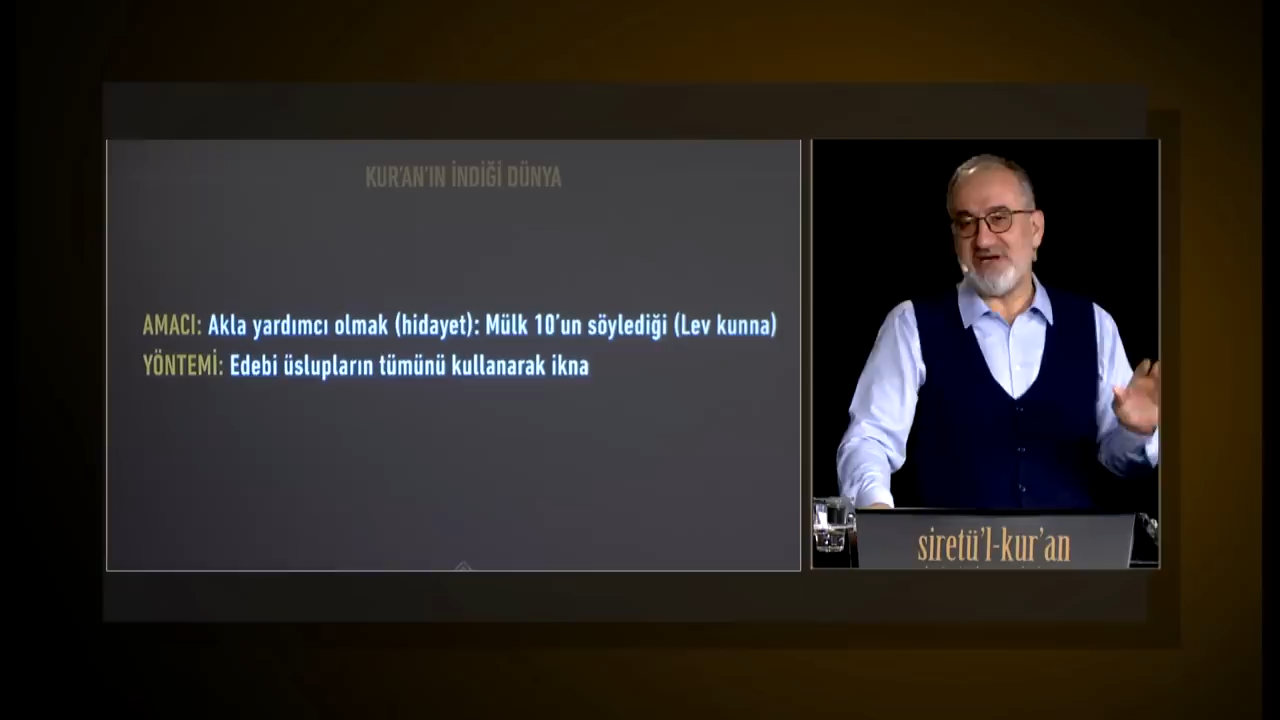 KUR'AN'IN İNDİĞİ DÜNYA
AMACI: Akla yardımcı olmak (hidayet): Mülk 10'un söylediği (Lev kunna)
YÖNTEMİ: Edebi üslupların tümünü kullanarak ikna
siretü'l-kur'an